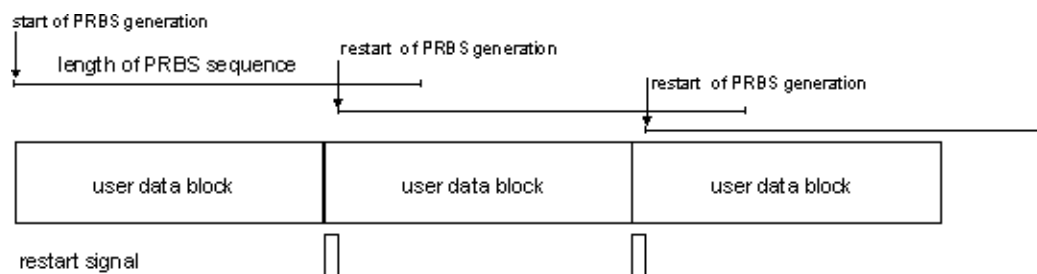 start of PRBS generation
restart of PRBS generation
length of PRBS sequence
restart of PRBS generation
user data block
user data block
user data block
restart signal